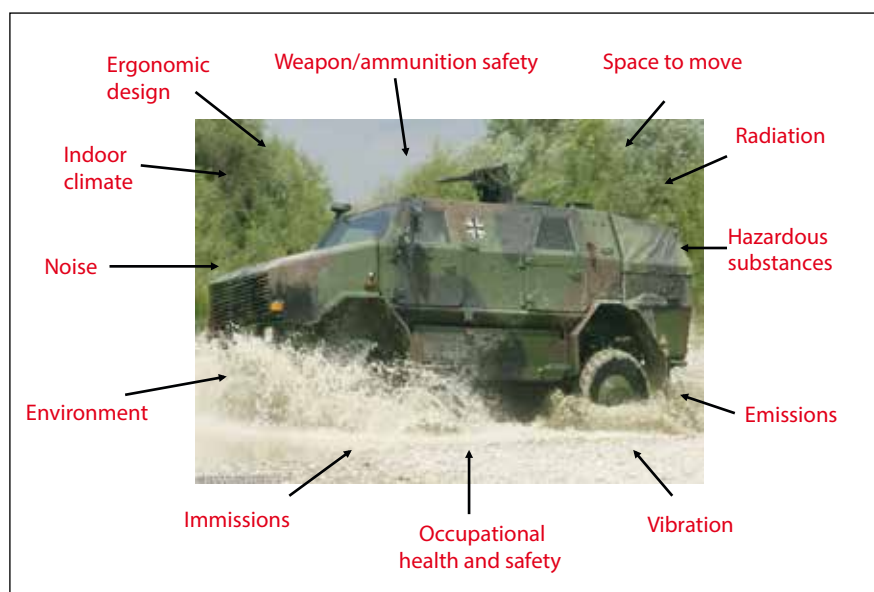 Ergonomic
design
Weapon/ammunition safety
Space to move
Radiation
Indoor
climate
Hazardous
substances
Noise
Environment
Emissions
Immissions
Occupational
health and safety
Vibration